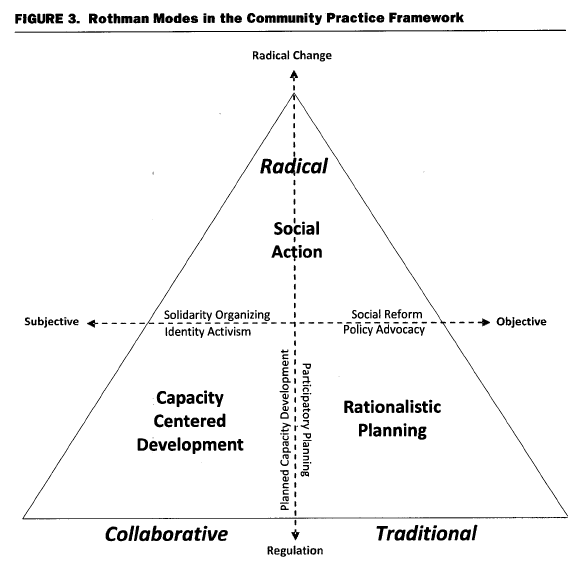 FIGURE 3. Rothman Modes in the Community Practice Framework
Radical Change
Radical
Social
Action
Solidarity Organizing
Social Reform
Subjective
Objective
Identity Activism
Policy Advocacy
Planned Capacity Development
Participatory Planning
Capacity
Centered
Development
Rationalistic
Planning
Collaborative
Traditional
Regulation